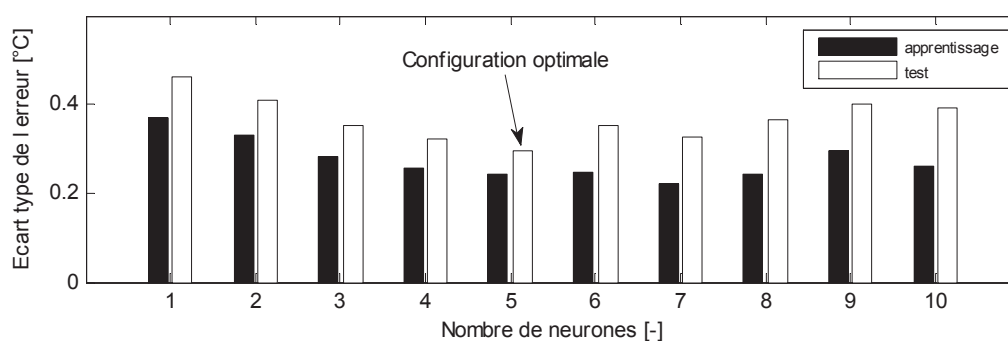 Ecart type de l erreur [°C]
0.4
0.2
0
Configuration optimale
apprentissage
test
1 2 3 4 5 6 7 8 9 10
Nombre de neurones [-]